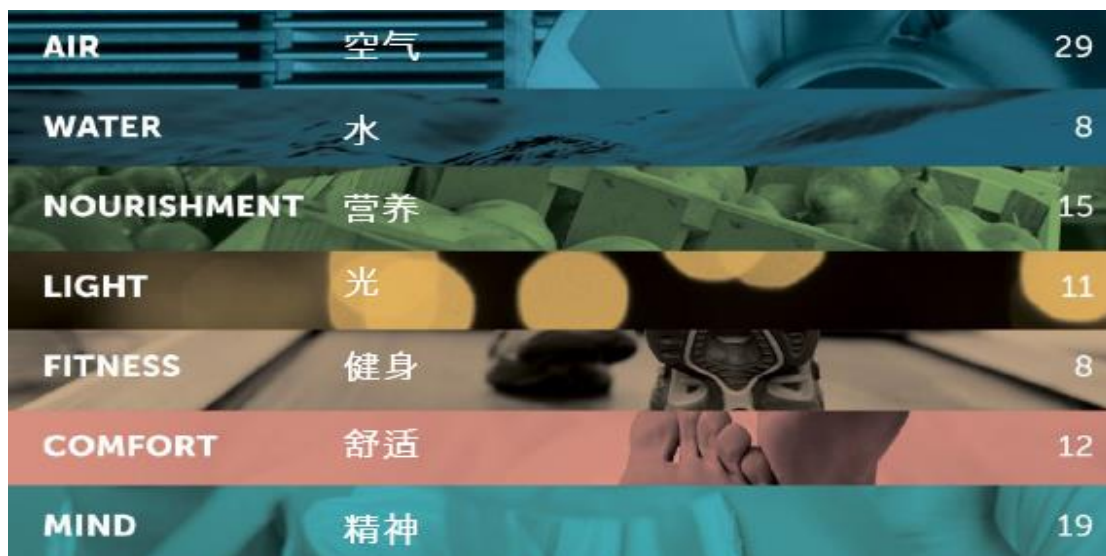 AIR 空气 29
WATER 水 8
NOURISHMENT 营养 15
LIGHT 光 11
FITNESS 健身 8
COMFORT 舒适 12
MIND 精神 19